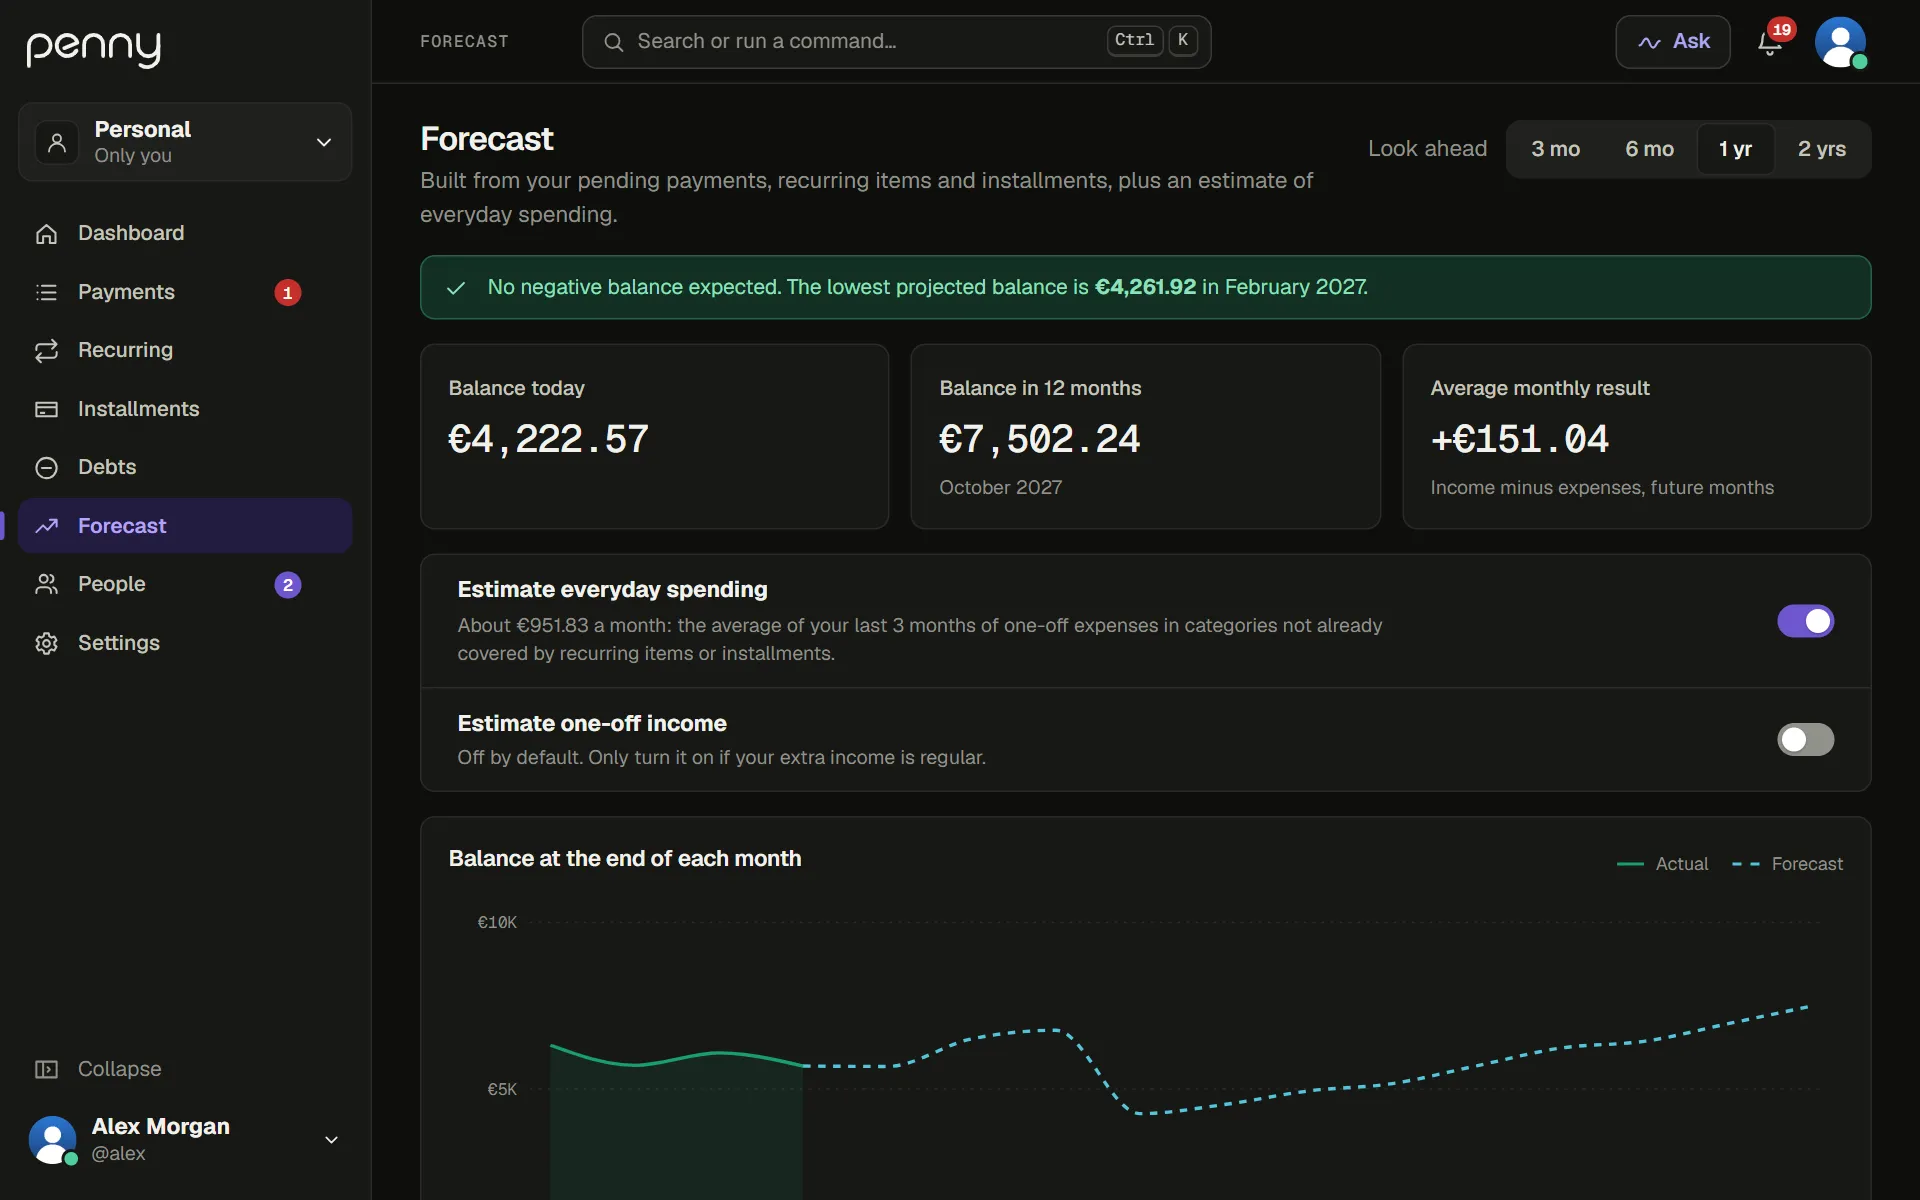 penny
Personal
Only you
Dashboard
Payments 1
Recurring
Installments
Debts
Forecast
People 2
Settings
Collapse
Alex Morgan
@alex
FORECAST
Search or run a command...
Ctrl K
Ask
19
Forecast
Built from your pending payments, recurring items and installments, plus an estimate of
everyday spending.
Look ahead 3 mo 6 mo 1 yr 2 yrs
No negative balance expected. The lowest projected balance is €4,261.92 in February 2027.
Balance today
€4,222.57
Balance in 12 months
€7,502.24
October 2027
Average monthly result
+€151.04
Income minus expenses, future months
Estimate everyday spending
About €951.83 a month: the average of your last 3 months of one-off expenses in categories not already
covered by recurring items or installments.
Estimate one-off income
Off by default. Only turn it on if your extra income is regular.
Balance at the end of each month
Actual Forecast
€10K
€5K